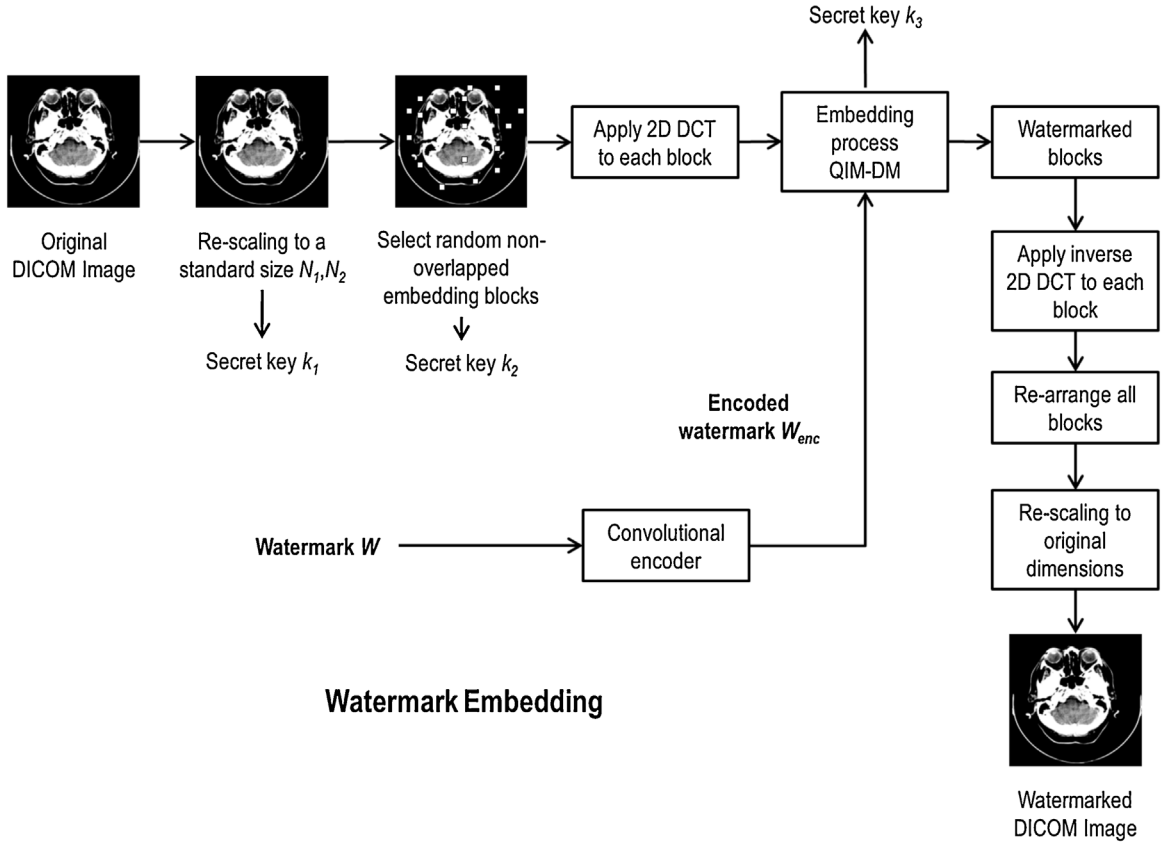 Secret key k3
Original
DICOM Image
Re-scaling to a
standard size N1,N2
Secret key k1
Select random non-
overlapped
embedding blocks
Secret key k2
Apply 2D DCT
to each block
Embedding
process
QIM-DM
Watermarked
blocks
Apply inverse
2D DCT to each
block
Re-arrange all
blocks
Re-scaling to
original
dimensions
Encoded
watermark Wenc
Watermark W
Convolutional
encoder
Watermark Embedding
Watermarked
DICOM Image